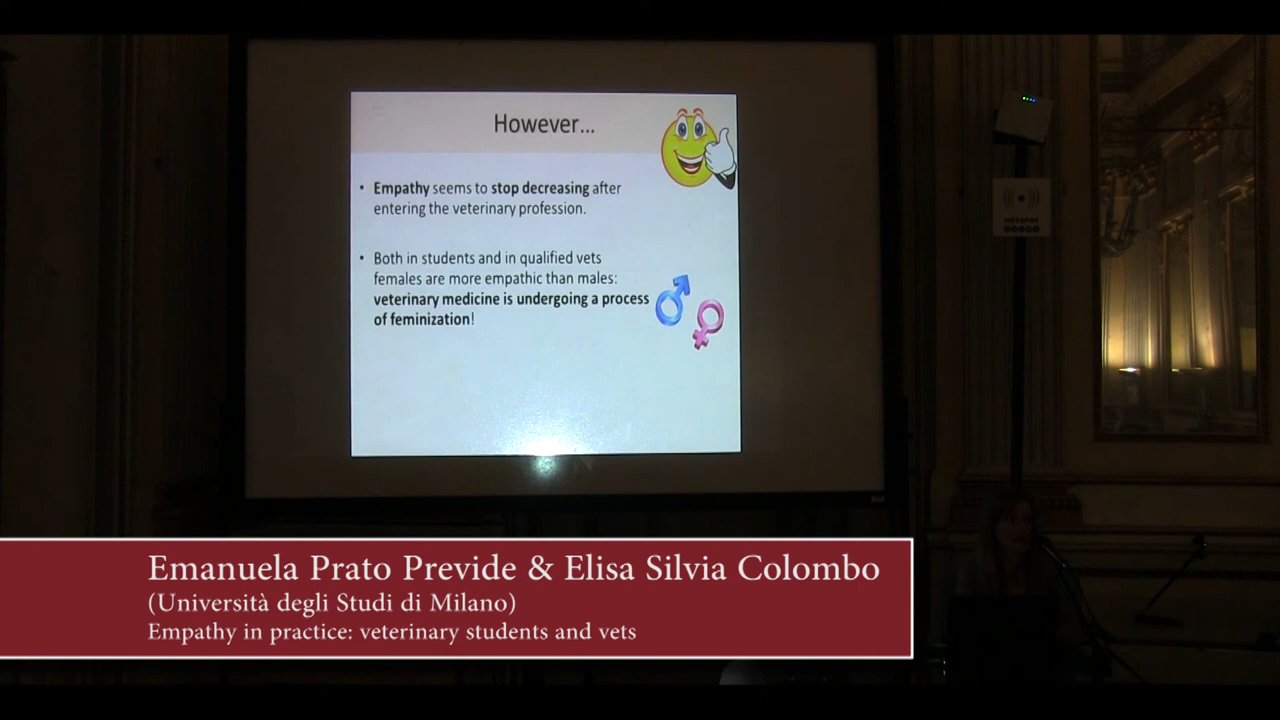 However...
• Empathy seems to stop decreasing after
entering the veterinary profession.
• Both in students and in qualified vets
females are more empathic than males:
veterinary medicine is undergoing a process
of feminization!
HOTSPOT
Emanuela Prato Previde & Elisa Silvia Colombo
(Università degli Studi di Milano)
Empathy in practice: veterinary students and vets